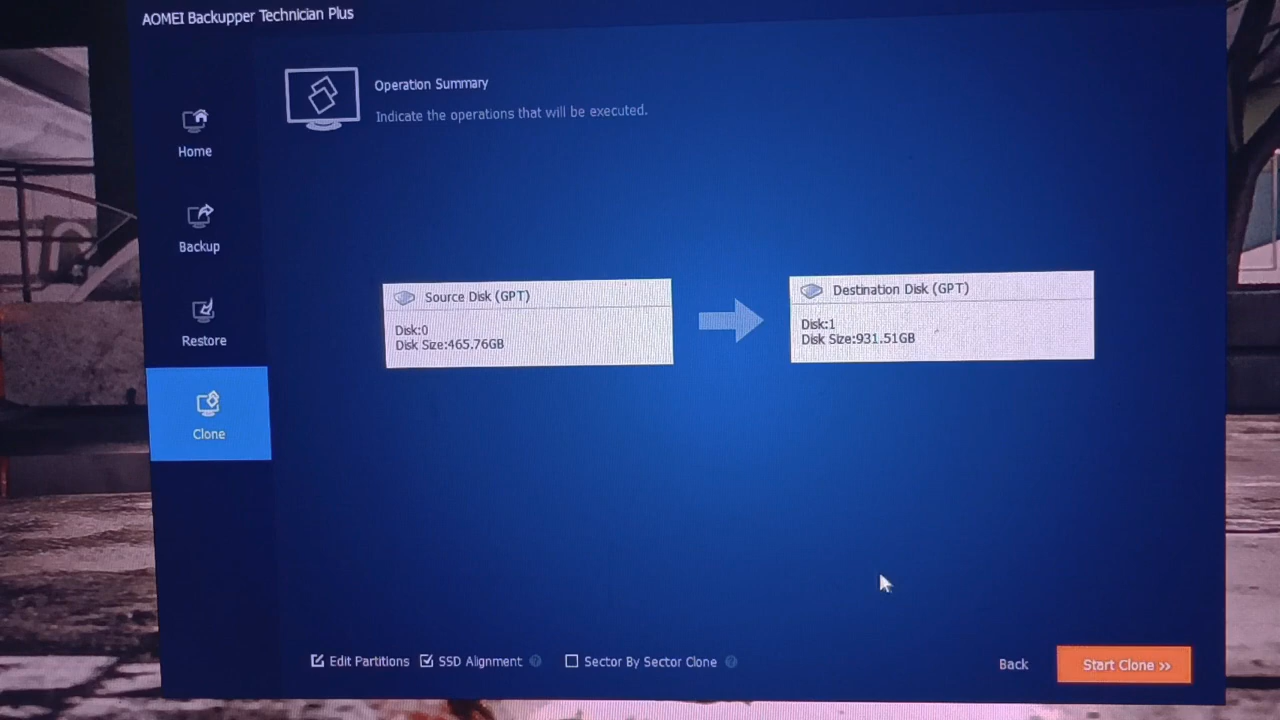 AOMEI Backupper Technician Plus
Operation Summary
Indicate the operations that will be executed.
Home
Backup
Restore
Clone
Source Disk (GPT)
Disk:0
Disk Size:465.76GB
Destination Disk (GPT)
Disk:1
Disk Size:931.51GB
Edit Partitions
SSD Alignment ?
Sector By Sector Clone ?
Back
Start Clone >>